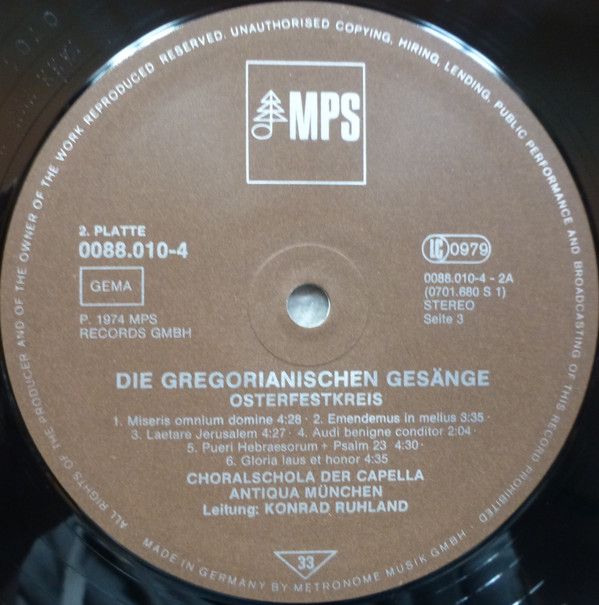 ALL RIGHTS OF THE PRODUCER AND OF THE OWNER OF THE WORK REPRODUCED RESERVED. UNAUTHORISED COPYING, HIRING, LENDING, PUBLIC PERFORMANCE AND BROADCASTING OF THIS RECORD PROHIBITED
MPS
2. PLATTE
0088.010-4
GEMA
P. 1974 MPS
RECORDS GMBH
LC 0979
0088.010-4 - 2A
(0701.680 S 1)
STEREO
Seite 3
DIE GREGORIANISCHEN GESÄNGE
OSTERFESTKREIS
1. Miseris omnium domine 4:28 · 2. Emendemus in melius 3:35 ·
3. Laetare Jerusalem 4:27 · 4. Audi benigne conditor 2:04 ·
5. Pueri Hebraesorum + Psalm 23 4:30 ·
6. Gloria laus et honor 4:35
CHORALSCHOLA DER CAPELLA
ANTIQUA MÜNCHEN
Leitung: KONRAD RUHLAND
33
MADE IN GERMANY BY METRONOME MUSIK GMBH ·